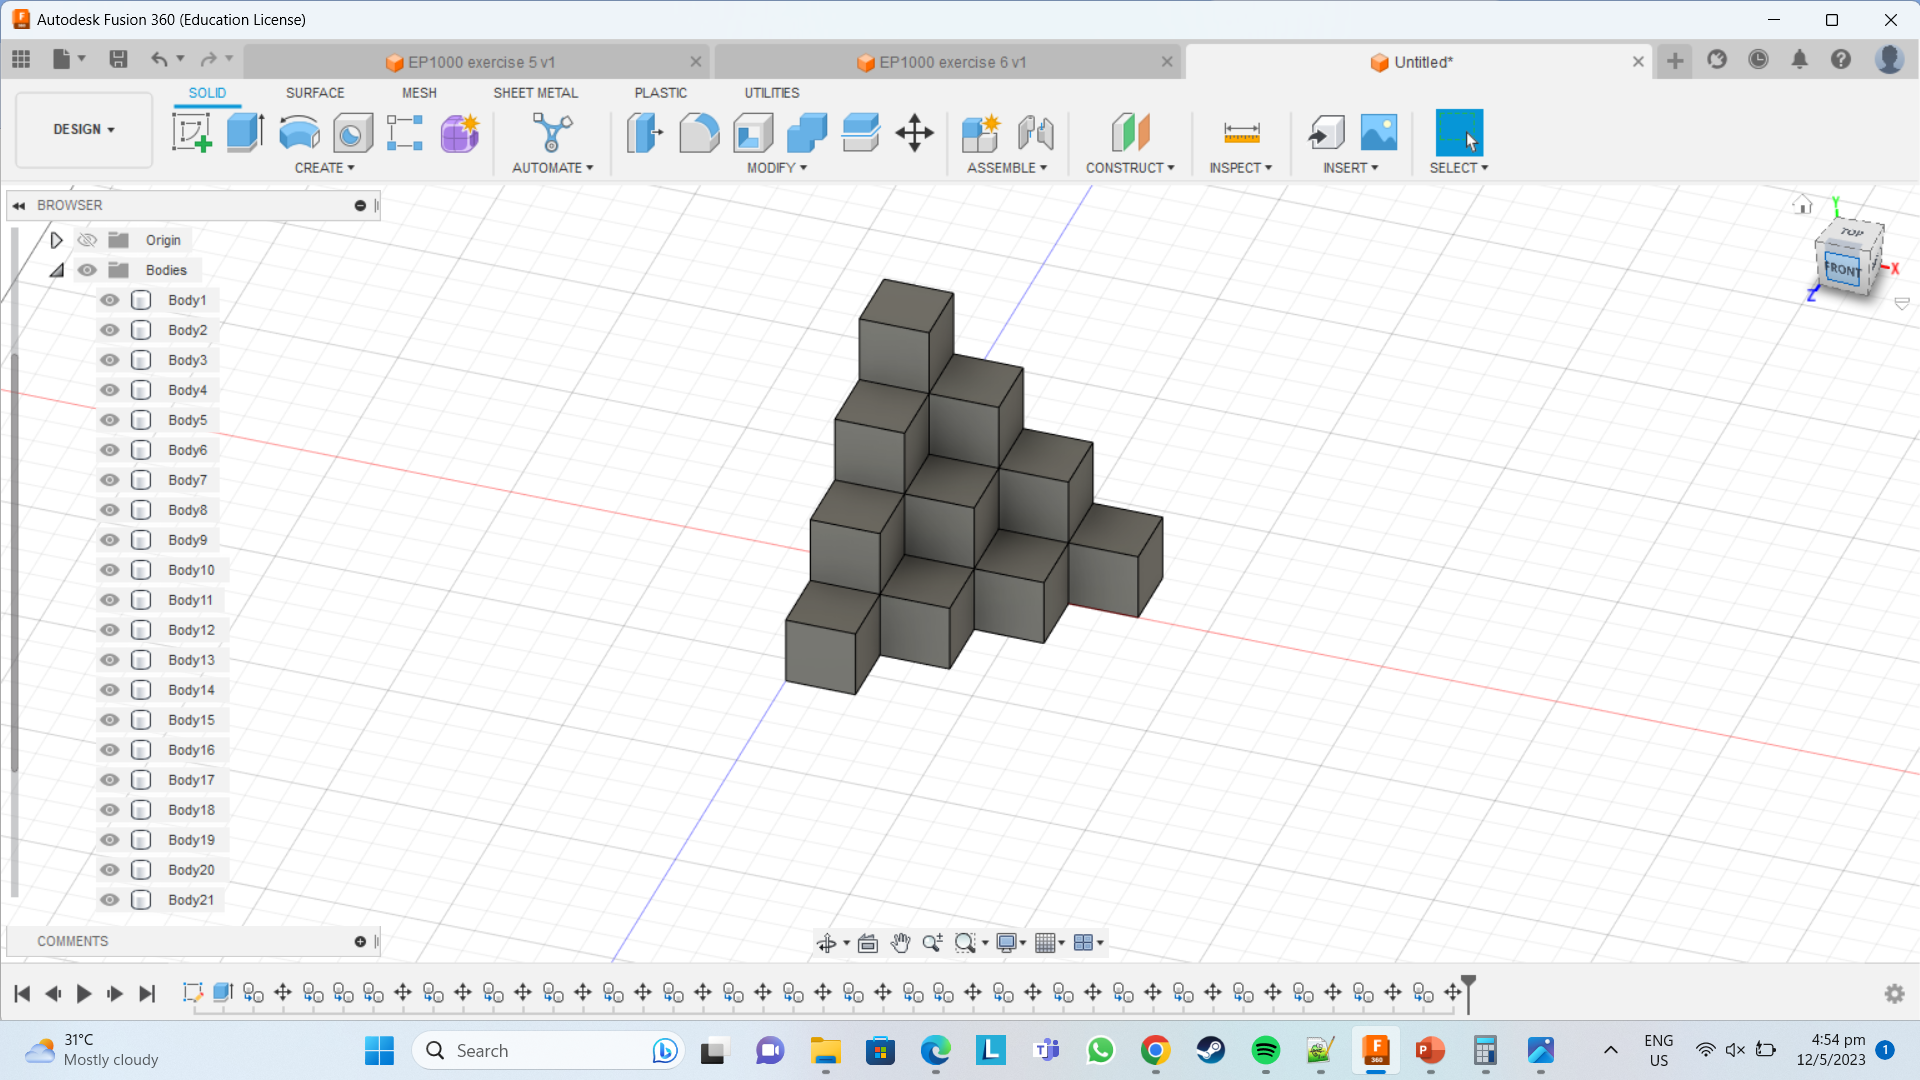 Autodesk Fusion 360 (Education License)
EP1000 exercise 5 v1
EP1000 exercise 6 v1
Untitled*
DESIGN
SOLID
SURFACE
MESH
SHEET METAL
PLASTIC
UTILITIES
CREATE
AUTOMATE
MODIFY
ASSEMBLE
CONSTRUCT
INSPECT
INSERT
SELECT
BROWSER
Origin
Bodies
Body1
Body2
Body3
Body4
Body5
Body6
Body7
Body8
Body9
Body10
Body11
Body12
Body13
Body14
Body15
Body16
Body17
Body18
Body19
Body20
Body21
Y
TOP
FRONT
X
Z
COMMENTS
31°C
Mostly cloudy
Search
ENG
US
4:54 pm
12/5/2023
1